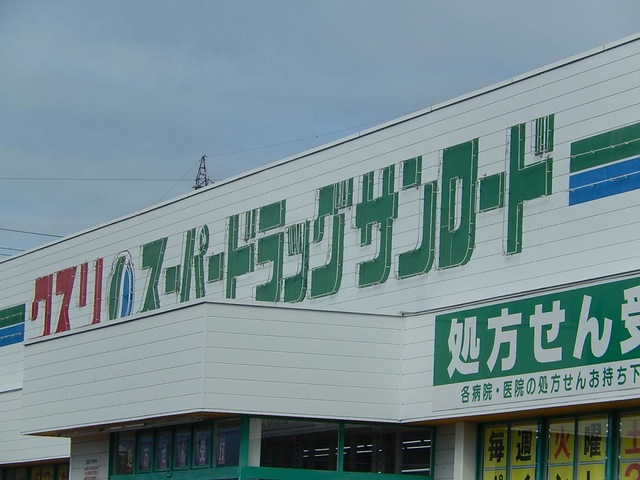 クスリのスーパードラッグザンロード
処方せん受
各病院・医院の処方せんお持ち下
毎週火曜